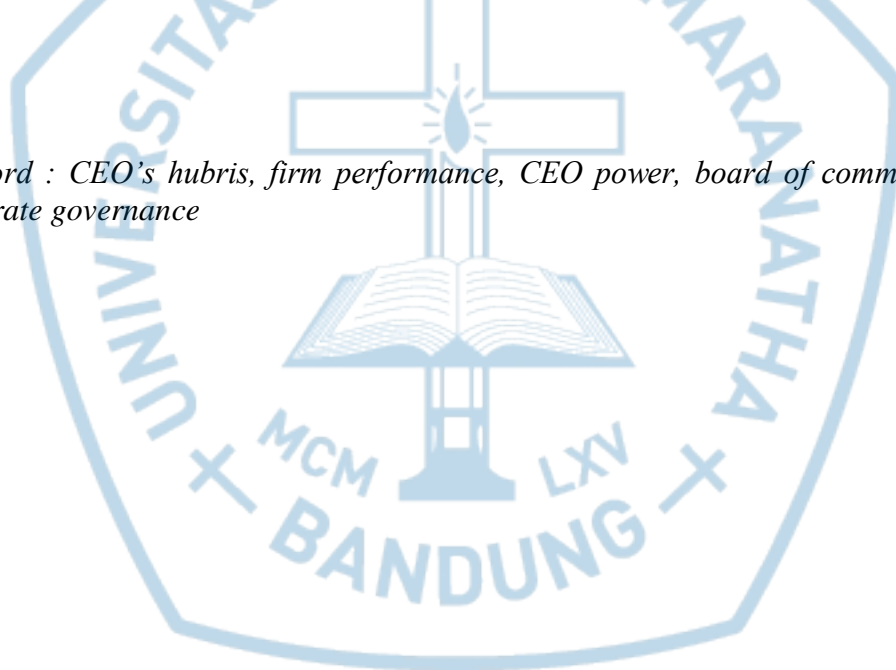 UNIVERSITAS
MARANATHA
ord : CEO's hubris, firm performance, CEO power, board of comm
rate governance
MCM LXV
BANDUNG